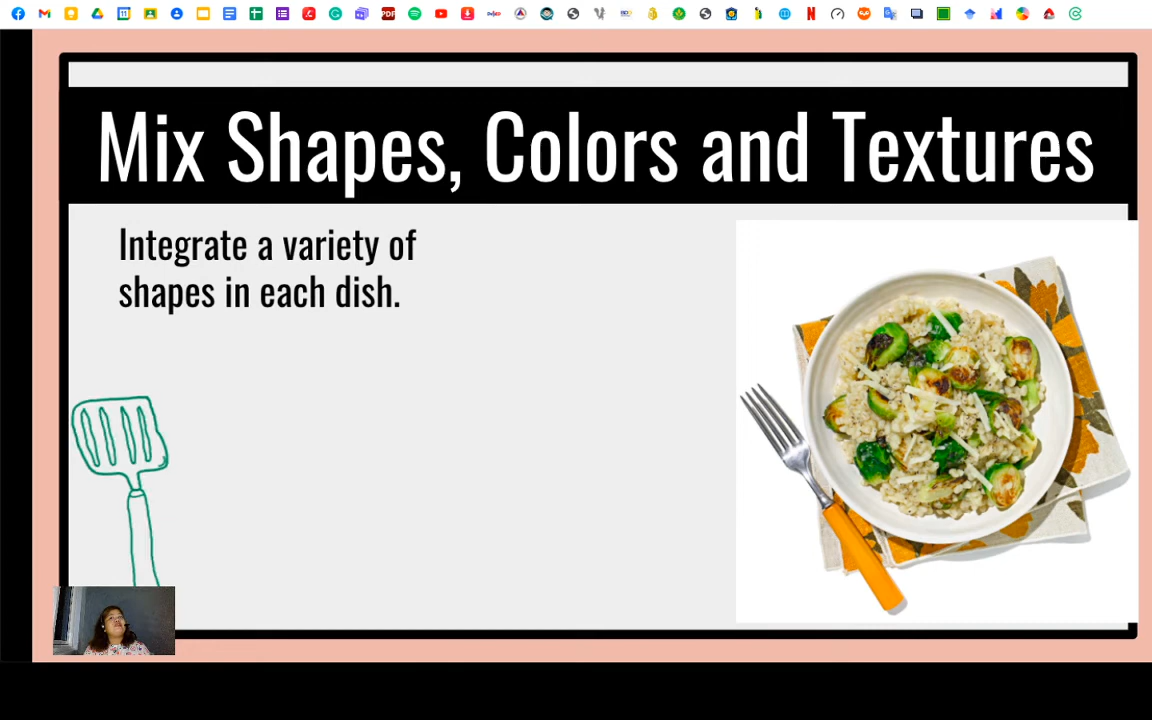 Mix Shapes, Colors and Textures
Integrate a variety of
shapes in each dish.